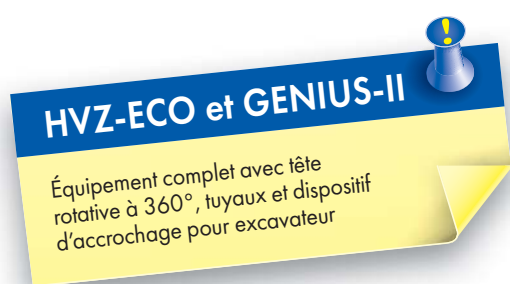 HVZ-ECO et GENIUS-II
Équipement complet avec tête
rotative à 360°, tuyaux et dispositif
d'accrochage pour excavateur